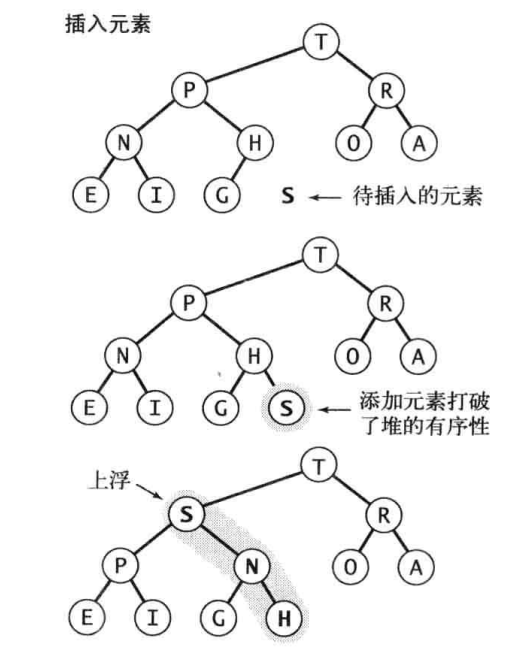 插入元素
T
P R
N H O A
E I G S ← 待插入的元素
T
P R
N H O A
E I G S ← 添加元素打破
了堆的有序性
上浮 T
S R
P N O A
E I G H